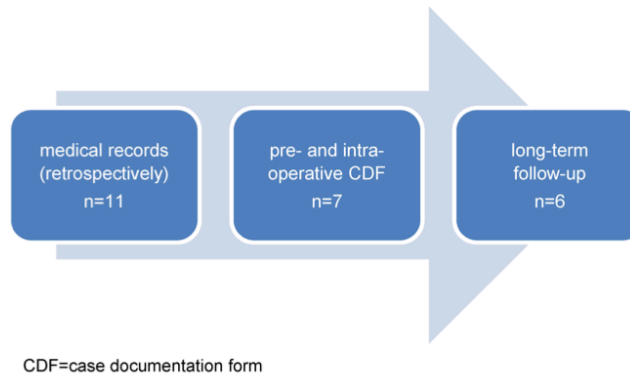 medical records
(retrospectively)
n=11
pre- and intra-
operative CDF
n=7
long-term
follow-up
n=6
CDF=case documentation form